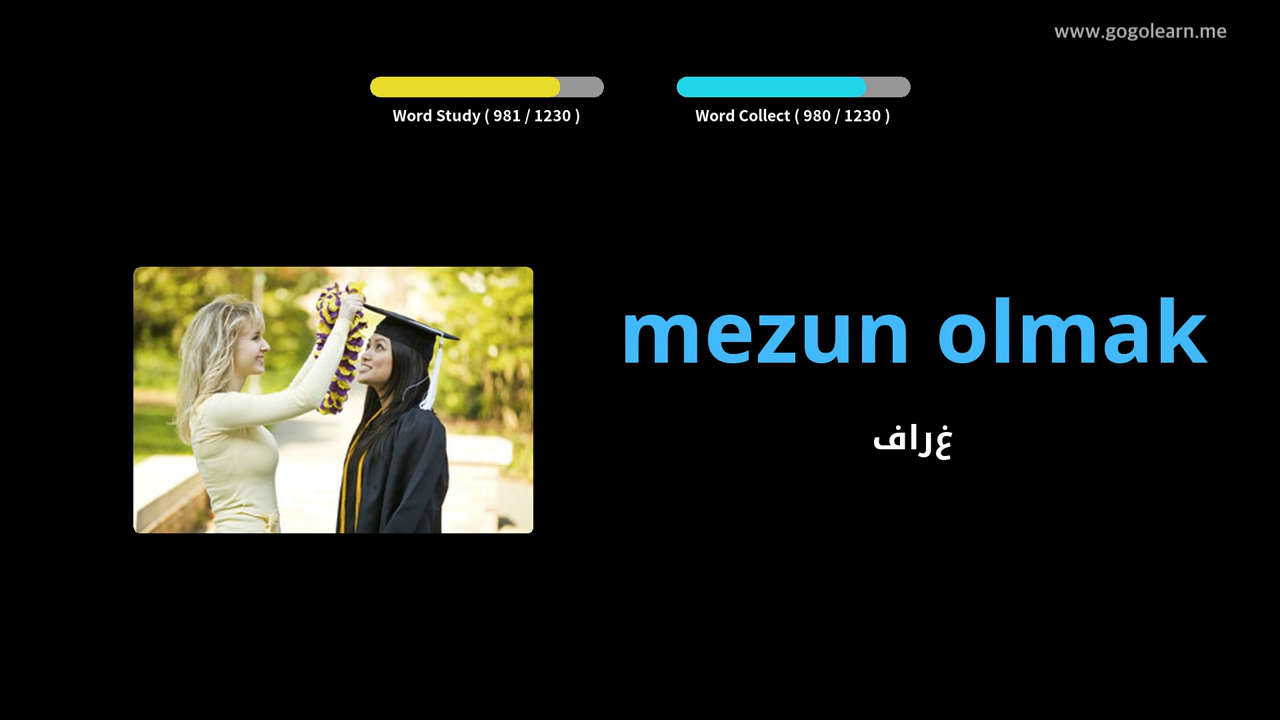 www.gogolearn.me
Word Study ( 981 / 1230 )
Word Collect ( 980 / 1230 )
mezun olmak
غراف